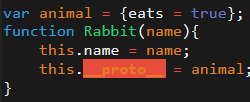 var animal = {eats = true};
function Rabbit(name){
this.name = name;
this.__proto__ = animal;
}